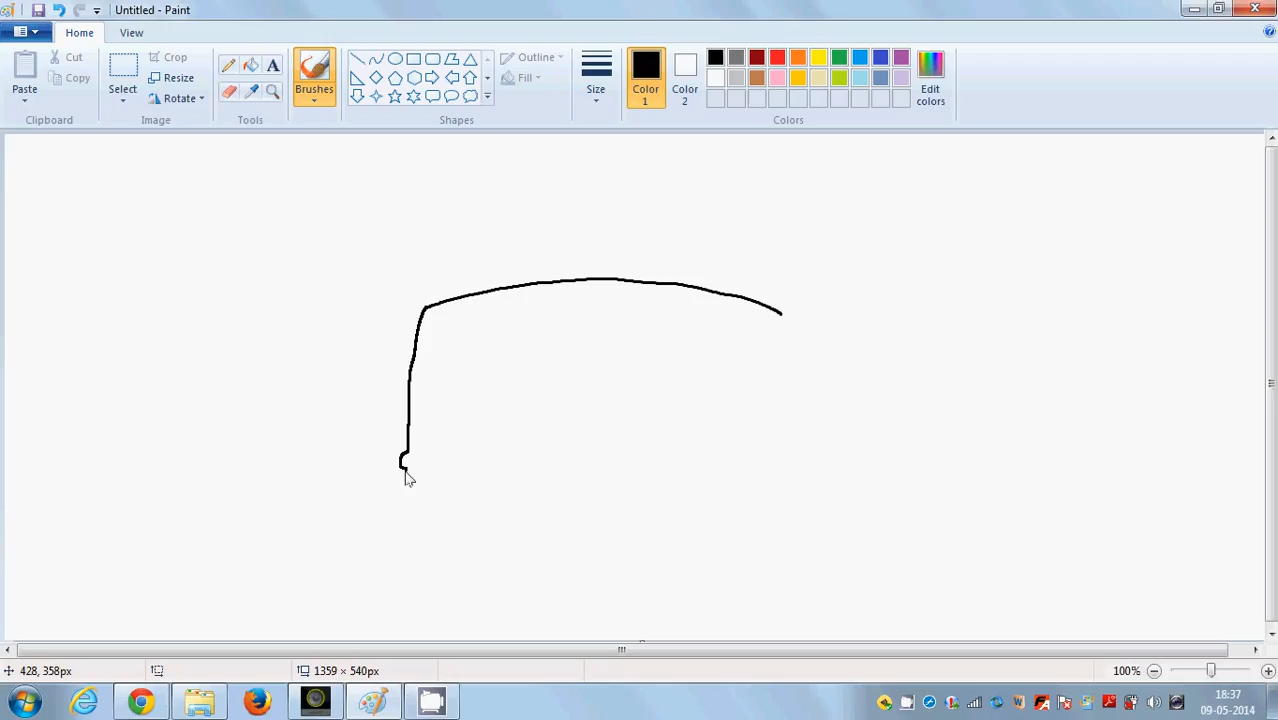 Untitled - Paint
Home
View
Paste
Cut
Copy
Clipboard
Select
Crop
Resize
Rotate
Image
A
Tools
Brushes
Outline
Fill
Shapes
Size
Color 1
Color 2
Edit colors
Colors
428, 358px
1359 × 540px
100%
18:37
09-05-2014